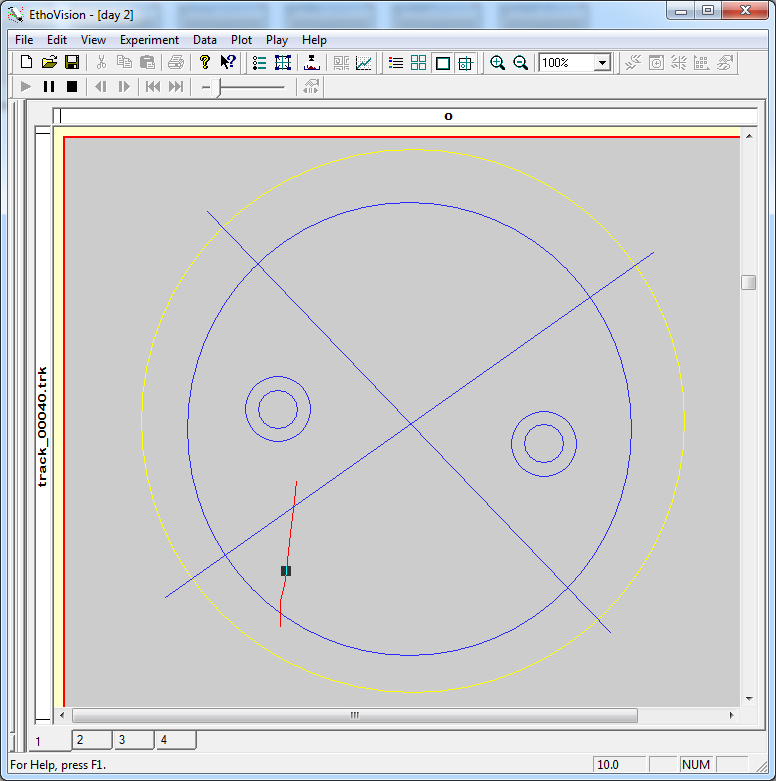 EthoVision - [day 2]
File Edit View Experiment Data Plot Play Help
100%
0
track_00040.trk
1 2 3 4
For Help, press F1.
10.0 NUM